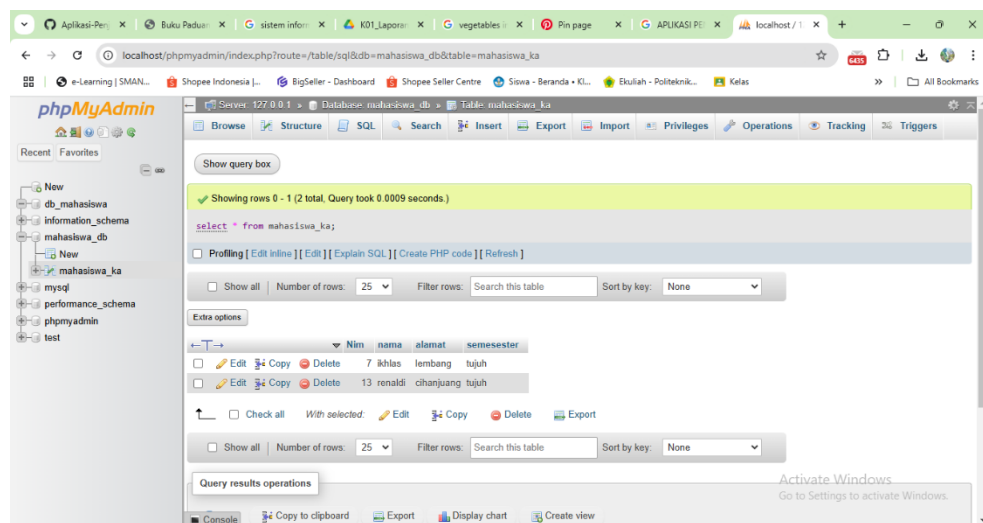 Aplikasi-Pen
Buku Paduan
sistem inform
K01_Laporan
vegetables i
Pin page
APLIKASI PE
localhost / 1
localhost/phpmyadmin/index.php?route=/table/sql&db=mahasiswa_db&table=mahasiswa_ka
6435
e-Learning | SMAN...
Shopee Indonesia |...
BigSeller - Dashboard
Shopee Seller Centre
Siswa - Beranda • Kl...
Ekuliah - Politeknik...
Kelas
All Bookmarks
phpMyAdmin
Recent Favorites
New
db_mahasiswa
information_schema
mahasiswa_db
New
mahasiswa_ka
mysql
performance_schema
phpmyadmin
test
Server: 127.0.0.1 » Database: mahasiswa_db » Table: mahasiswa_ka
Browse Structure SQL Search Insert Export Import Privileges Operations Tracking Triggers
Show query box
Showing rows 0 - 1 (2 total, Query took 0.0009 seconds.)
select * from mahasiswa_ka;
Profiling [ Edit inline ] [ Edit ] [ Explain SQL ] [ Create PHP code ] [ Refresh ]
Show all Number of rows: 25 Filter rows: Search this table Sort by key: None
Extra options
Nim nama alamat semesester
Edit Copy Delete 7 ikhlas lembang tujuh
Edit Copy Delete 13 renaldi cihanjuang tujuh
Check all With selected: Edit Copy Delete Export
Show all Number of rows: 25 Filter rows: Search this table Sort by key: None
Query results operations
Activate Windows
Go to Settings to activate Windows.
Console Copy to clipboard Export Display chart Create view